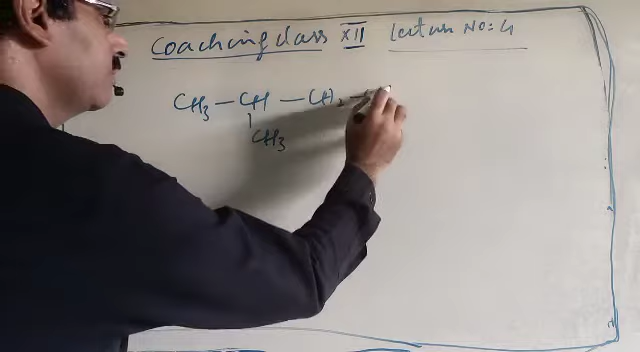 Coaching class XII Lecture No: 4
CH3 – CH – CH2 –
|
CH3